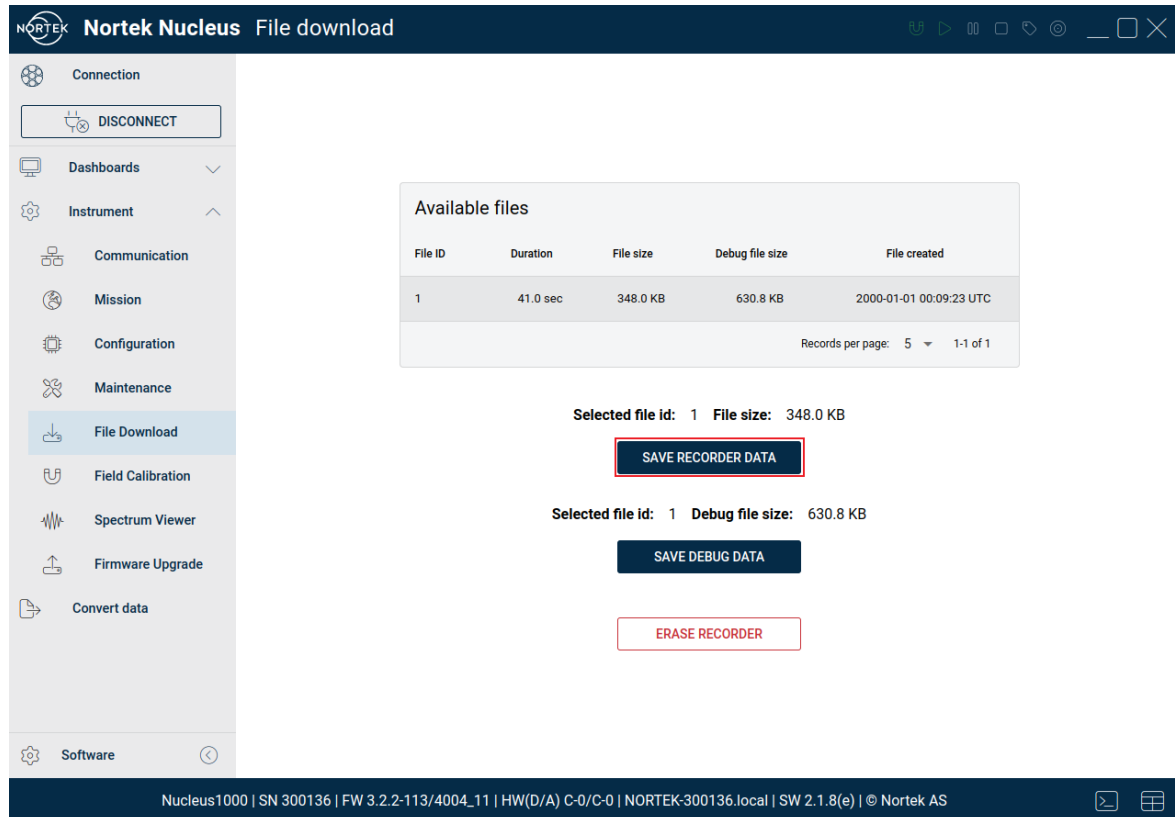 NORTEK Nortek Nucleus File download
Connection
DISCONNECT
Dashboards
Instrument
Communication
Mission
Configuration
Maintenance
File Download
Field Calibration
Spectrum Viewer
Firmware Upgrade
Convert data
Software
Available files
File ID Duration File size Debug file size File created
1 41.0 sec 348.0 KB 630.8 KB 2000-01-01 00:09:23 UTC
Records per page: 5 1-1 of 1
Selected file id: 1 File size: 348.0 KB
SAVE RECORDER DATA
Selected file id: 1 Debug file size: 630.8 KB
SAVE DEBUG DATA
ERASE RECORDER
Nucleus1000 | SN 300136 | FW 3.2.2-113/4004_11 | HW(D/A) C-0/C-0 | NORTEK-300136.local | SW 2.1.8(e) | © Nortek AS